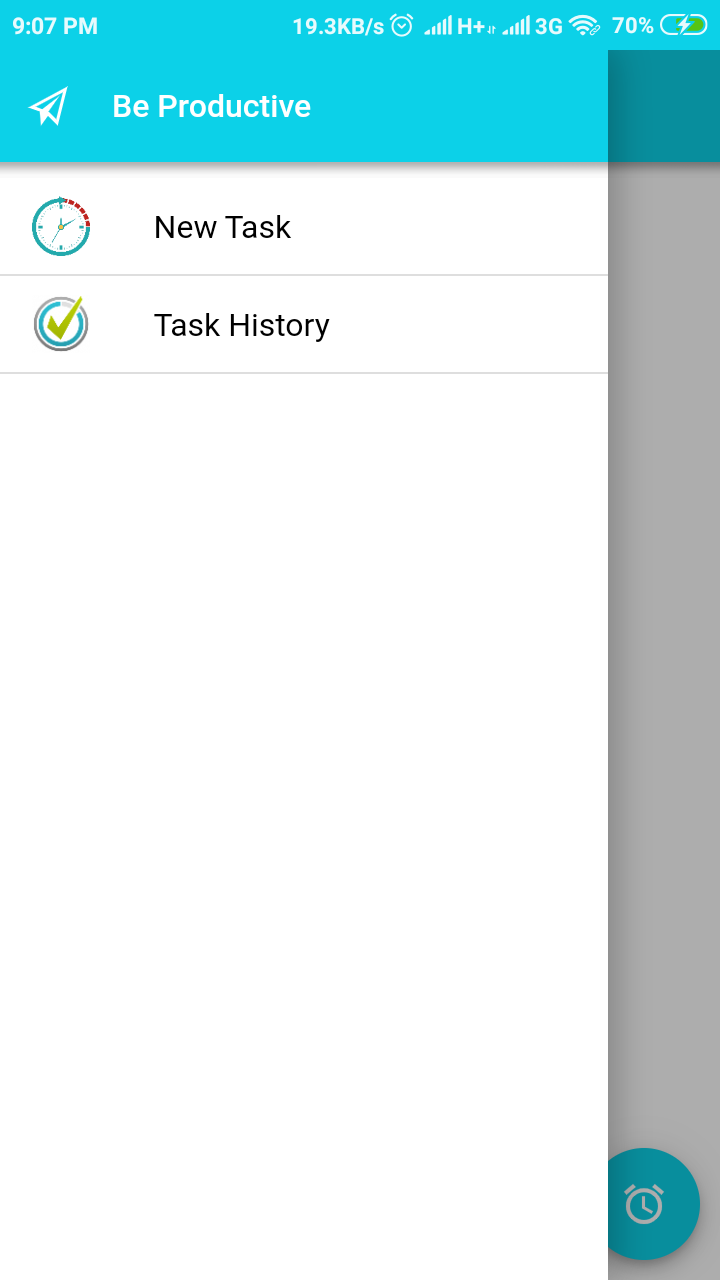 9:07 PM 19.3KB/s H+ 3G 70%
Be Productive
New Task
Task History